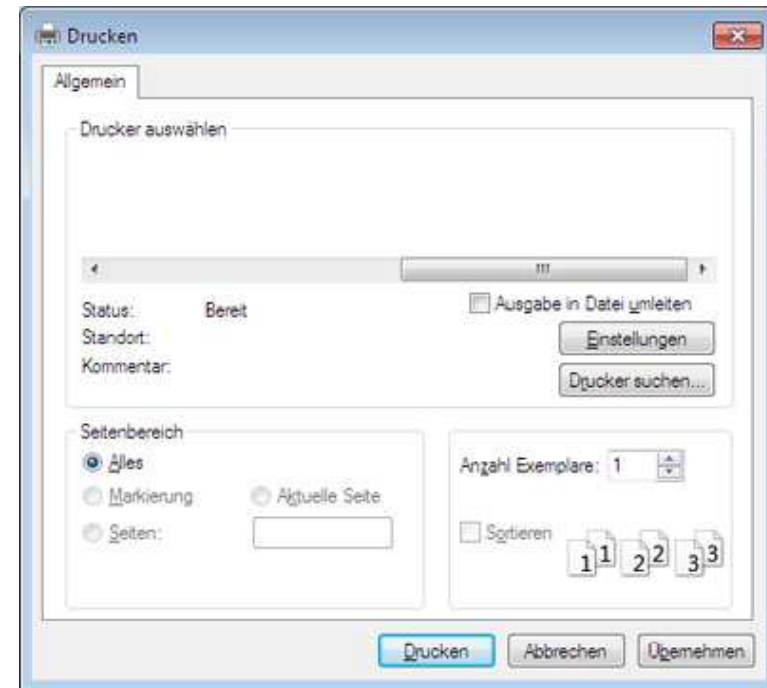 Drucken
Allgemein
Drucker auswählen
Status: Bereit
Ausgabe in Datei umleiten
Standort:
Einstellungen
Kommentar:
Drucker suchen...
Seitenbereich
Alles
Markierung
Aktuelle Seite
Seiten:
Anzahl Exemplare: 1
Sortieren
1 1 2 2 3 3
Drucken Abbrechen Übernehmen